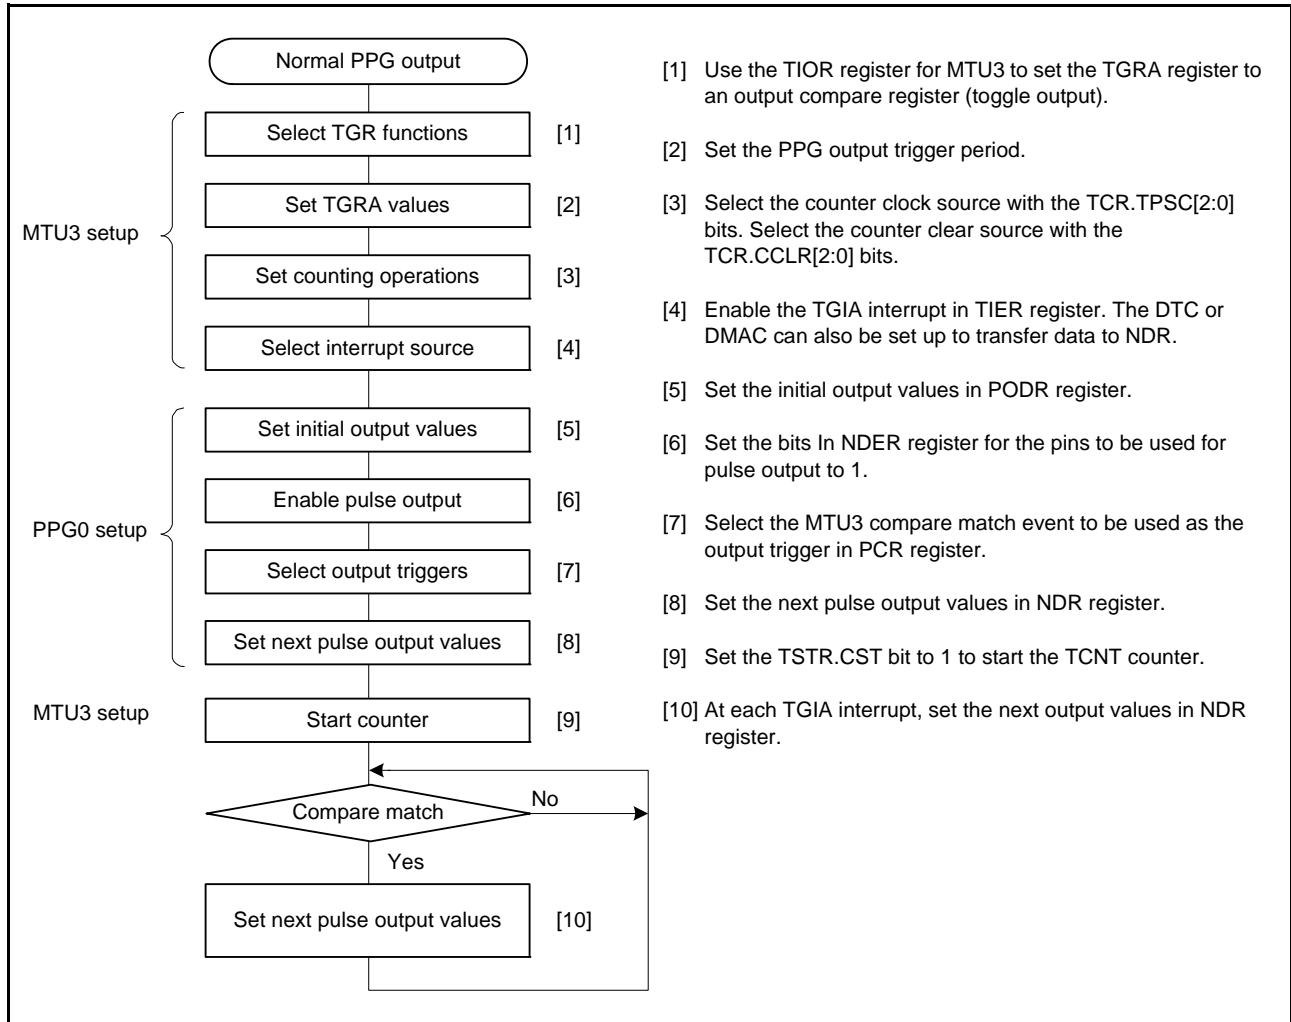 Normal PPG output
MTU3 setup
Select TGR functions [1]
Set TGRA values [2]
Set counting operations [3]
Select interrupt source [4]
PPG0 setup
Set initial output values [5]
Enable pulse output [6]
Select output triggers [7]
Set next pulse output values [8]
MTU3 setup
Start counter [9]
Compare match
No
Yes
Set next pulse output values [10]
[1] Use the TIOR register for MTU3 to set the TGRA register to
an output compare register (toggle output).
[2] Set the PPG output trigger period.
[3] Select the counter clock source with the TCR.TPSC[2:0]
bits. Select the counter clear source with the
TCR.CCLR[2:0] bits.
[4] Enable the TGIA interrupt in TIER register. The DTC or
DMAC can also be set up to transfer data to NDR.
[5] Set the initial output values in PODR register.
[6] Set the bits In NDER register for the pins to be used for
pulse output to 1.
[7] Select the MTU3 compare match event to be used as the
output trigger in PCR register.
[8] Set the next pulse output values in NDR register.
[9] Set the TSTR.CST bit to 1 to start the TCNT counter.
[10] At each TGIA interrupt, set the next output values in NDR
register.